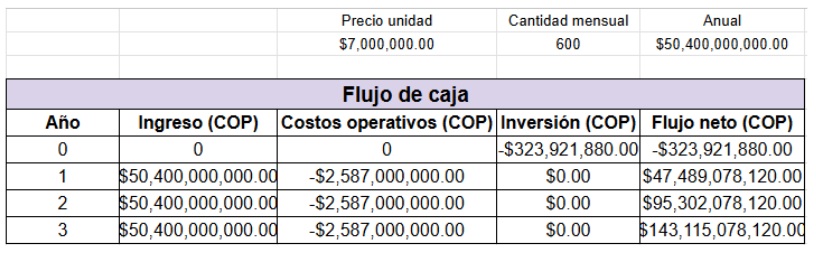 Precio unidad Cantidad mensual Anual
$7,000,000.00 600 $50,400,000,000.00
Flujo de caja
Año Ingreso (COP) Costos operativos (COP) Inversión (COP) Flujo neto (COP)
0 0 0 -$323,921,880.00 -$323,921,880.00
1 $50,400,000,000.00 -$2,587,000,000.00 $0.00 $47,489,078,120.00
2 $50,400,000,000.00 -$2,587,000,000.00 $0.00 $95,302,078,120.00
3 $50,400,000,000.00 -$2,587,000,000.00 $0.00 $143,115,078,120.00